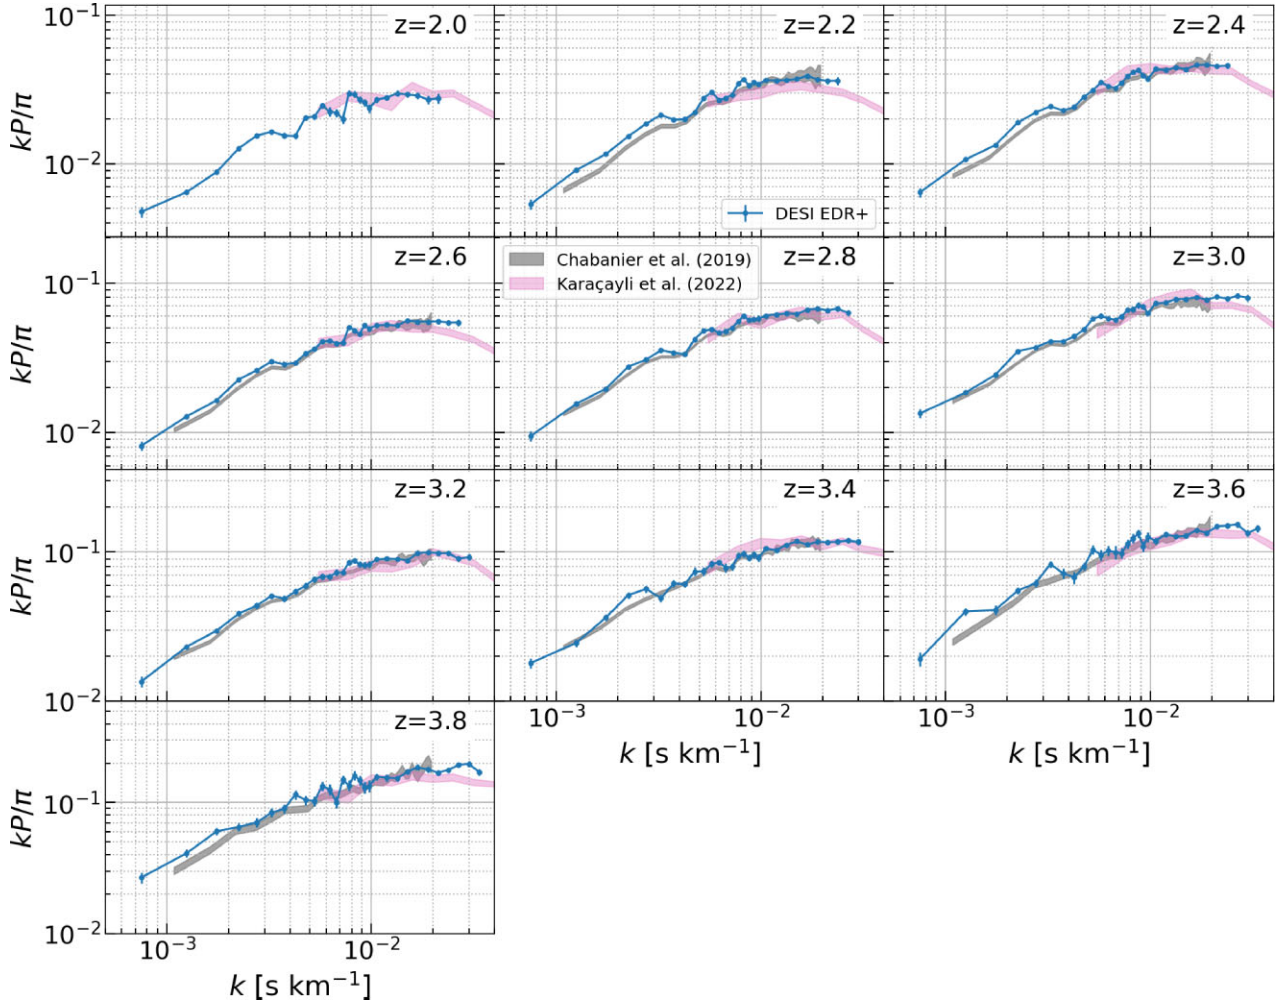 10⁻¹
z=2.0
z=2.2
z=2.4
kP/π
10⁻²
DESI EDR+
z=2.6
Chabanier et al. (2019)
Karaçayli et al. (2022)
z=2.8
z=3.0
10⁻¹
kP/π
10⁻²
z=3.2
z=3.4
z=3.6
10⁻¹
kP/π
10⁻²
10⁻³
10⁻²
10⁻³
10⁻²
z=3.8
k [s km⁻¹]
k [s km⁻¹]
10⁻¹
kP/π
10⁻²
10⁻³
10⁻²
k [s km⁻¹]